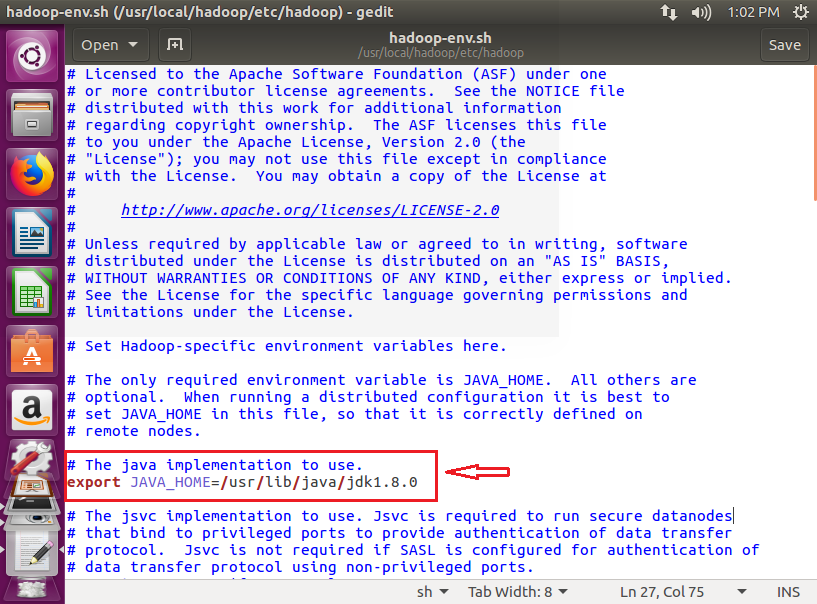 hadoop-env.sh (/usr/local/hadoop/etc/hadoop) - gedit
1:02 PM
Open
hadoop-env.sh
/usr/local/hadoop/etc/hadoop
Save
# Licensed to the Apache Software Foundation (ASF) under one
# or more contributor license agreements.  See the NOTICE file
# distributed with this work for additional information
# regarding copyright ownership.  The ASF licenses this file
# to you under the Apache License, Version 2.0 (the
# "License"); you may not use this file except in compliance
# with the License.  You may obtain a copy of the License at
#
#     http://www.apache.org/licenses/LICENSE-2.0
#
# Unless required by applicable law or agreed to in writing, software
# distributed under the License is distributed on an "AS IS" BASIS,
# WITHOUT WARRANTIES OR CONDITIONS OF ANY KIND, either express or implied.
# See the License for the specific language governing permissions and
# limitations under the License.
# Set Hadoop-specific environment variables here.
# The only required environment variable is JAVA_HOME.  All others are
# optional.  When running a distributed configuration it is best to
# set JAVA_HOME in this file, so that it is correctly defined on
# remote nodes.
# The java implementation to use.
export JAVA_HOME=/usr/lib/java/jdk1.8.0
# The jsvc implementation to use. Jsvc is required to run secure datanodes
# that bind to privileged ports to provide authentication of data transfer
# protocol.  Jsvc is not required if SASL is configured for authentication of
# data transfer protocol using non-privileged ports.
sh
Tab Width: 8
Ln 27, Col 75
INS